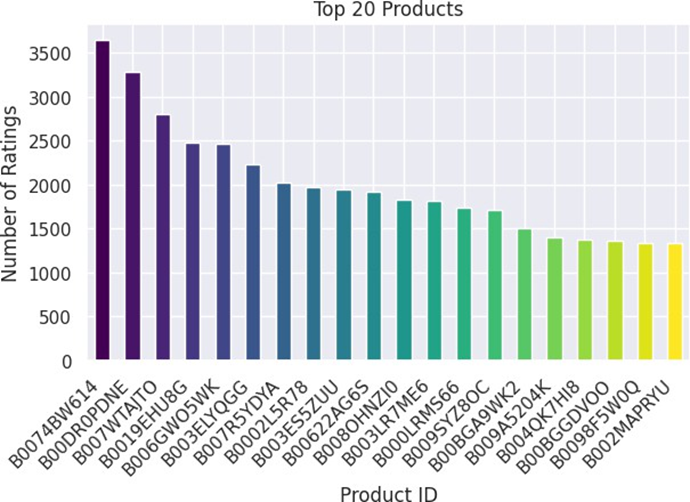 Top 20 Products
Number of Ratings
3500
3000
2500
2000
1500
1000
500
0
B0074BW614
B00DR0PDNE
B007WTAJTO
B0019EHU8G
B006GWO5WK
B003ELYQGG
B007R5YDYA
B0002L5R78
B003ES5ZUU
B00622AG6S
B008OHNZI0
B003LR7ME6
B000LRMS66
B009SYZ8OC
B00BGA9WK2
B009A5204K
B004QK7HI8
B00BGGDVOO
B0098F5W0Q
B002MAPRYU
Product ID